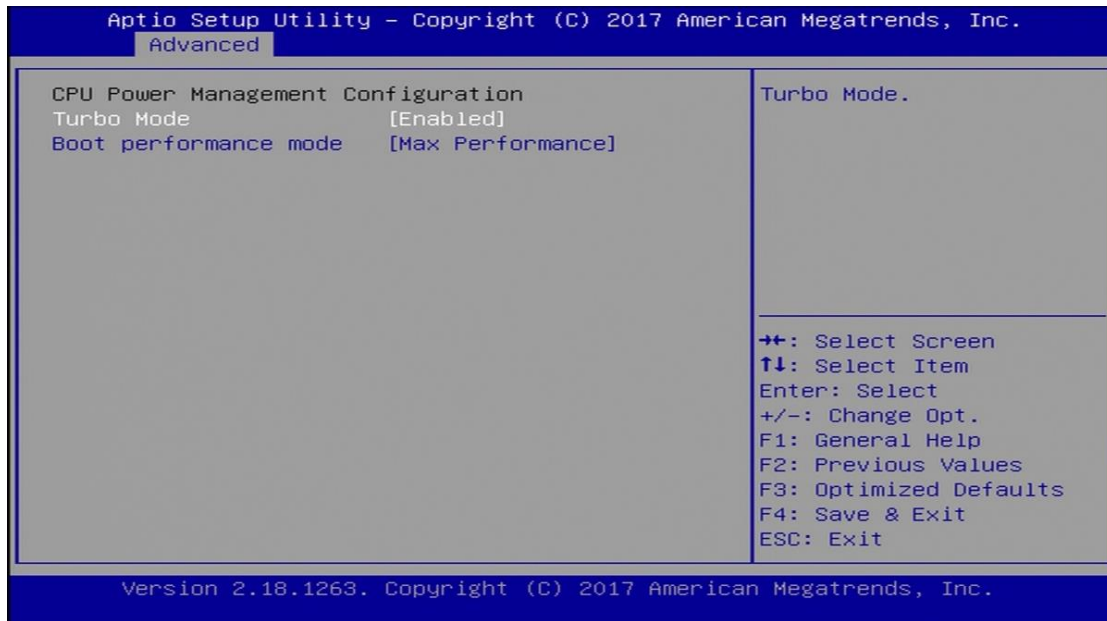 Aptio Setup Utility – Copyright (C) 2017 American Megatrends, Inc.
Advanced
CPU Power Management Configuration
Turbo Mode [Enabled]
Boot performance mode [Max Performance]
Turbo Mode.
→←: Select Screen
↑↓: Select Item
Enter: Select
+/-: Change Opt.
F1: General Help
F2: Previous Values
F3: Optimized Defaults
F4: Save & Exit
ESC: Exit
Version 2.18.1263. Copyright (C) 2017 American Megatrends, Inc.